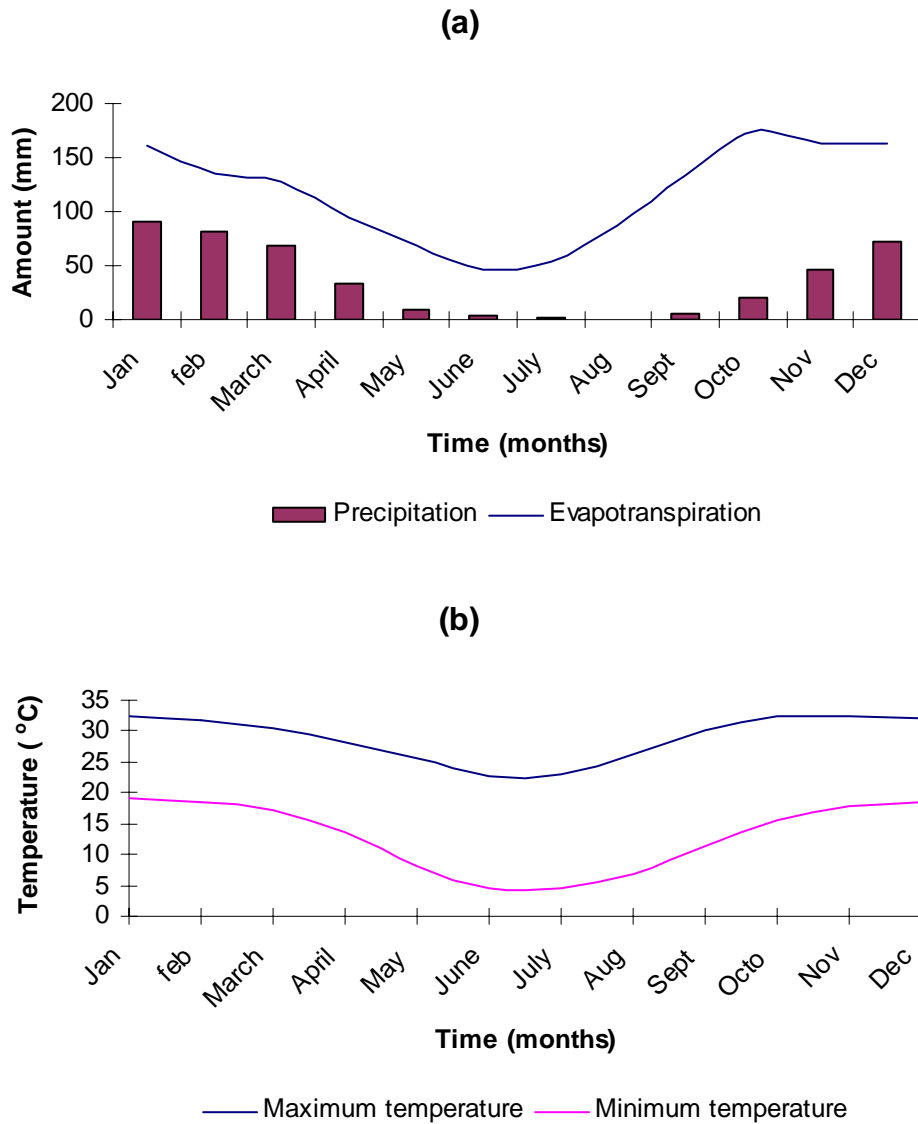 (a)
Amount (mm)
200
150
100
50
0
Jan feb March April May June July Aug Sept Octo Nov Dec
Time (months)
Precipitation Evapotranspiration
(b)
Temperature ( °C)
35
30
25
20
15
10
5
0
Jan feb March April May June July Aug Sept Octo Nov Dec
Time (months)
Maximum temperature Minimum temperature